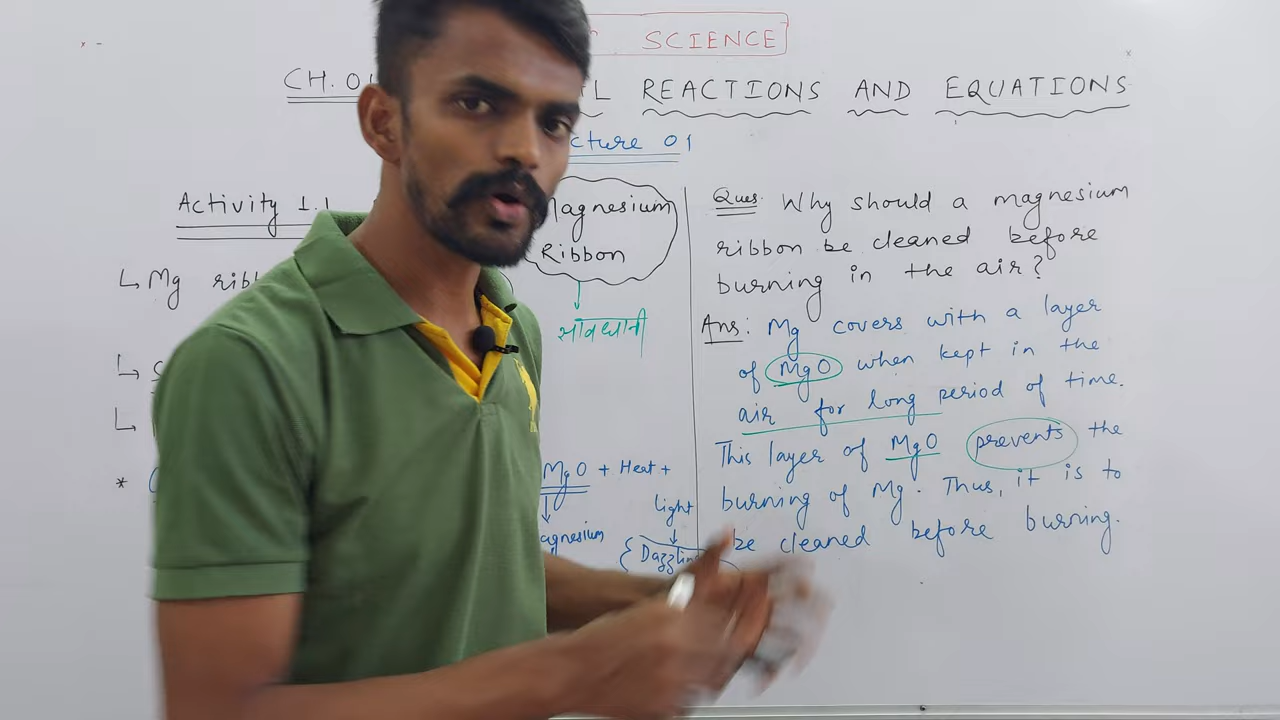 SCIENCE
CH. REACTIONS AND EQUATIONS
cture 01
Activity 1.1
Magnesium
Ribbon
सावधानी
Mg
MgO + Heat +
light
agnesium
Ques. Why should a magnesium
ribbon be cleaned before
burning in the air?
Ans: Mg covers with a layer
of MgO when kept in the
air for long period of time.
This layer of MgO prevents the
burning of Mg. Thus, it is to
be cleaned before burning.